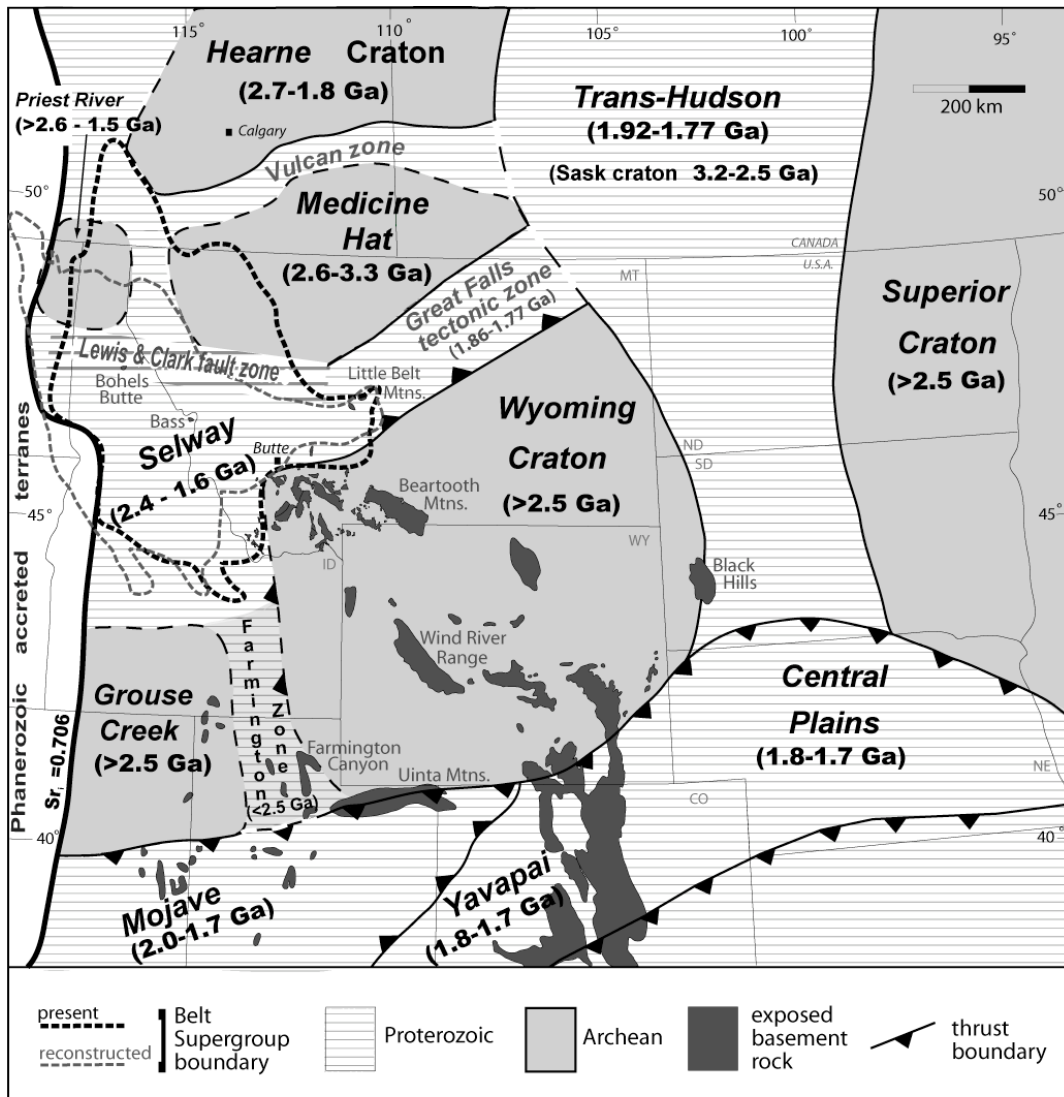 115°
110°
105°
100°
95°
Hearne Craton
(2.7-1.8 Ga)
Calgary
Priest River
(>2.6 - 1.5 Ga)
Trans-Hudson
(1.92-1.77 Ga)
(Sask craton 3.2-2.5 Ga)
200 km
Vulcan zone
50°
50°
Medicine
Hat
(2.6-3.3 Ga)
CANADA
U.S.A.
MT
Great Falls
tectonic zone
(1.86-1.77 Ga)
Superior
Craton
(>2.5 Ga)
Lewis & Clark fault zone
Bohels
Butte
Little Belt
Mtns.
Bass
Selway
(2.4 - 1.6 Ga)
Butte
Wyoming
Craton
(>2.5 Ga)
ND
SD
Beartooth
Mtns.
45°
45°
WY
ID
Black
Hills
Phanerozoic accreted terranes
Wind River
Range
Farmington
Zone
(<2.5 Ga)
Grouse
Creek
(>2.5 Ga)
Sri =0.706
Farmington
Canyon
Uinta Mtns.
Central
Plains
(1.8-1.7 Ga)
NE
CO
40°
40°
Mojave
(2.0-1.7 Ga)
Yavapai
(1.8-1.7 Ga)
present
reconstructed
Belt
Supergroup
boundary
Proterozoic
Archean
exposed
basement
rock
thrust
boundary